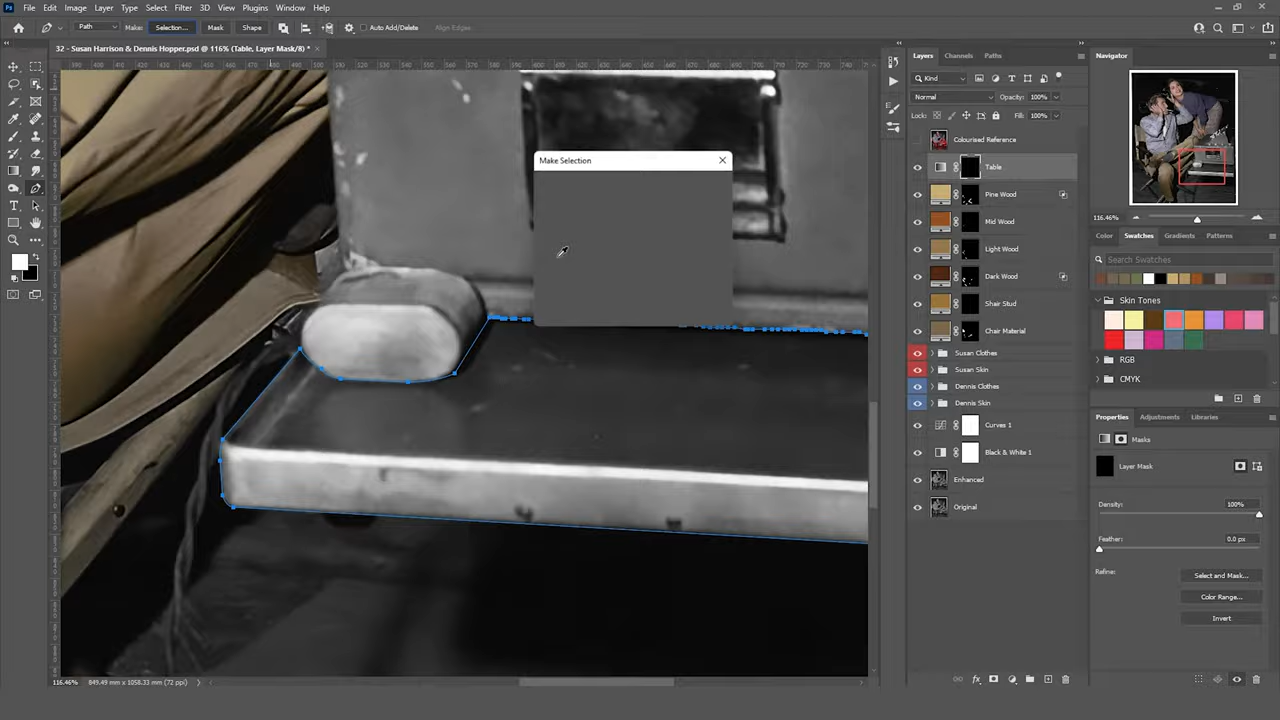 File Edit Image Layer Type Select Filter 3D View Plugins Window Help
Path Make: Selection... Mask Shape Auto Add/Delete Align Edges
32 - Susan Harrison & Dennis Hopper.psd @ 116% (Table, Layer Mask/8) *
Layers Channels Paths
Navigator
Kind
Normal Opacity: 100%
Lock: Fill: 100%
Colourised Reference
Table
Pine Wood
Mid Wood
Light Wood
Dark Wood
Shair Stud
Chair Material
Susan Clothes
Susan Skin
Dennis Clothes
Dennis Skin
Curves 1
Black & White 1
Enhanced
Original
Make Selection
116.46%
Color Swatches Gradients Patterns
Search Swatches
Skin Tones
RGB
CMYK
Properties Adjustments Libraries
Masks
Layer Mask
Density: 100%
Feather: 0.0 px
Refine: Select and Mask...
Color Range...
Invert
116.46% 849.49 mm x 1058.33 mm (72 ppi)